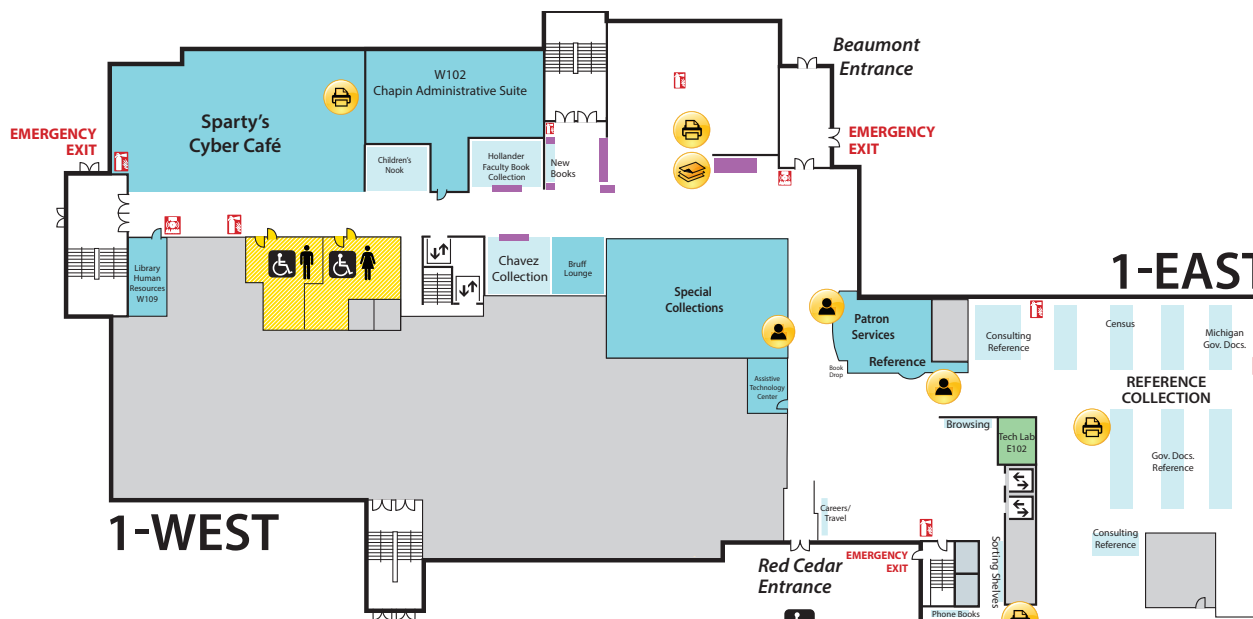 Beaumont
Entrance
W102
Chapin Administrative Suite
Sparty's
Cyber Café
EMERGENCY
EXIT
EMERGENCY
EXIT
Children's
Nook
Hollander
Faculty Book
Collection
New
Books
Library
Human
Resources
W109
Chavez
Collection
Bruff
Lounge
Special
Collections
1-EAST
Patron
Services
Reference
Book
Drop
Consulting
Reference
Census
Michigan
Gov. Docs.
Assistive
Technology
Center
REFERENCE
COLLECTION
Browsing
Tech Lab
E102
Gov. Docs.
Reference
1-WEST
Careers/
Travel
Consulting
Reference
Sorting Shelves
Red Cedar
Entrance
EMERGENCY
EXIT
Phone Books